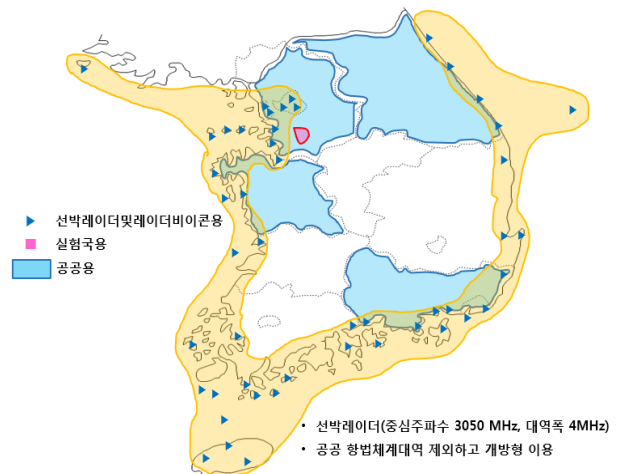 선박레이더및레이더비이콘용
실험국용
공공용
• 선박레이더(중심주파수 3050 MHz, 대역폭 4MHz)
• 공공 항법체계대역 제외하고 개방형 이용